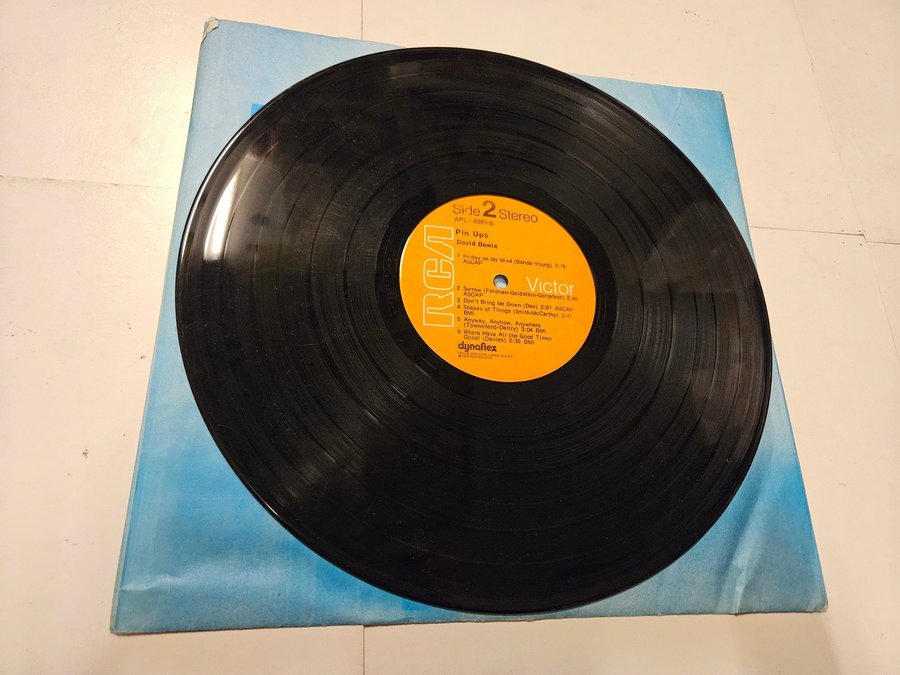 Side 2 Stereo
APL1-0291-B
Pin Ups
David Bowie
RCA
1 Friday on My Mind (Vanda-Young) 3:18
ASCAP
Victor
2 Sorrow (Feldman-Goldstein-Gottehrer) 2:48
ASCAP
3 Don't Bring Me Down (Dee) 2:01 ASCAP
4 Shapes of Things (Smith-McCarthy) 2:47
BMI
5 Anyway, Anyhow, Anywhere
(Townshend-Daltry) 3:04 BMI
6 Where Have All the Good Times
Gone! (Davies) 2:35 BMI
dynaflex